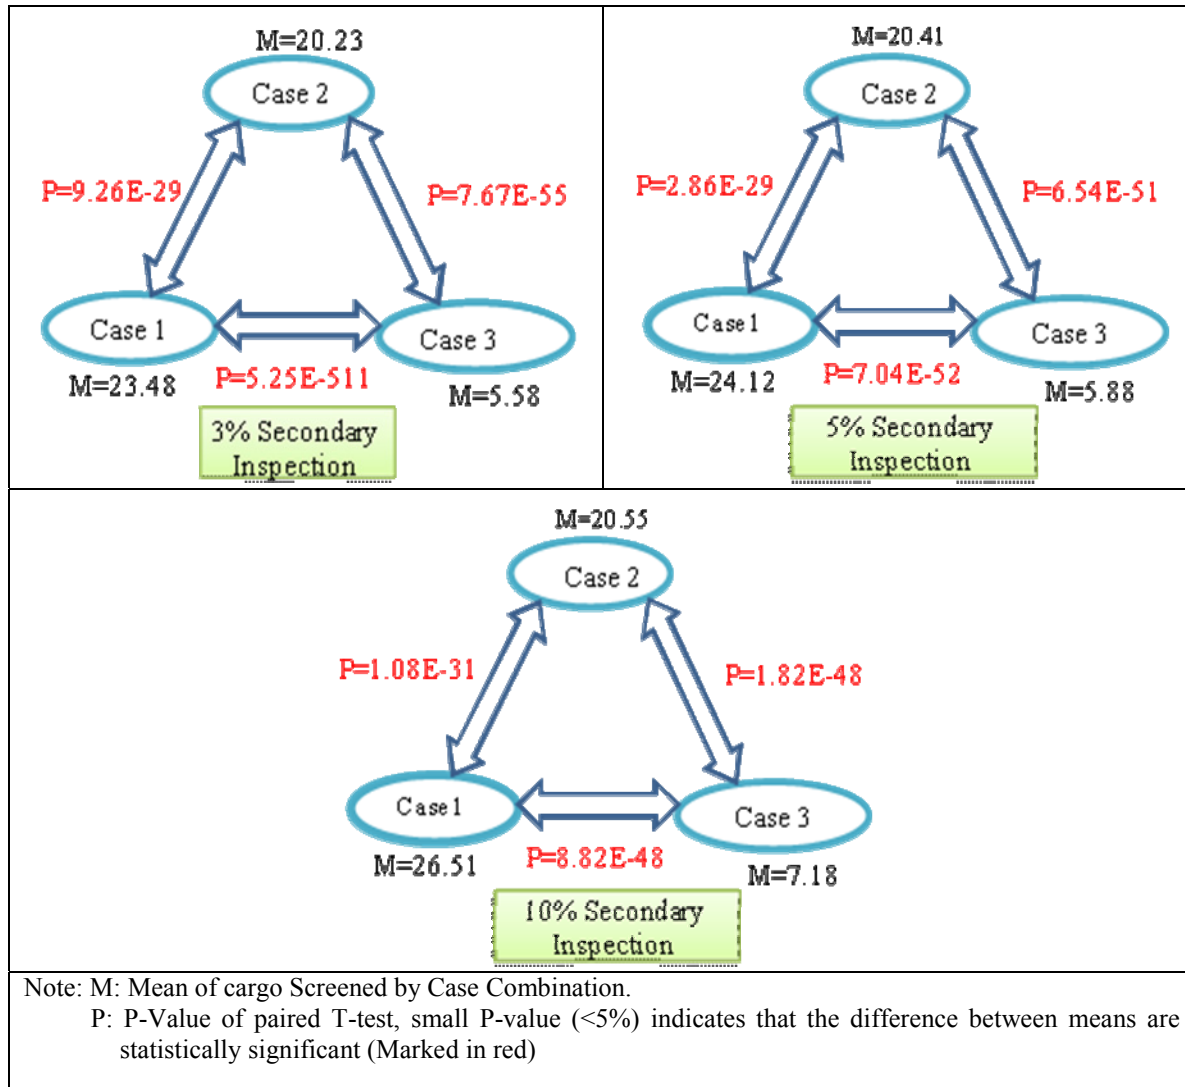 M=20.23
Case 2
P=9.26E-29
P=7.67E-55
Case 1
Case 3
P=5.25E-511
M=23.48
M=5.58
3% Secondary
Inspection
M=20.41
Case 2
P=2.86E-29
P=6.54E-51
Case1
Case 3
M=24.12
P=7.04E-52
M=5.88
5% Secondary
Inspection
M=20.55
Case 2
P=1.08E-31
P=1.82E-48
Case1
Case 3
M=26.51
P=8.82E-48
M=7.18
10% Secondary
Inspection
Note: M: Mean of cargo Screened by Case Combination.
P: P-Value of paired T-test, small P-value (<5%) indicates that the difference between means are
statistically significant (Marked in red)